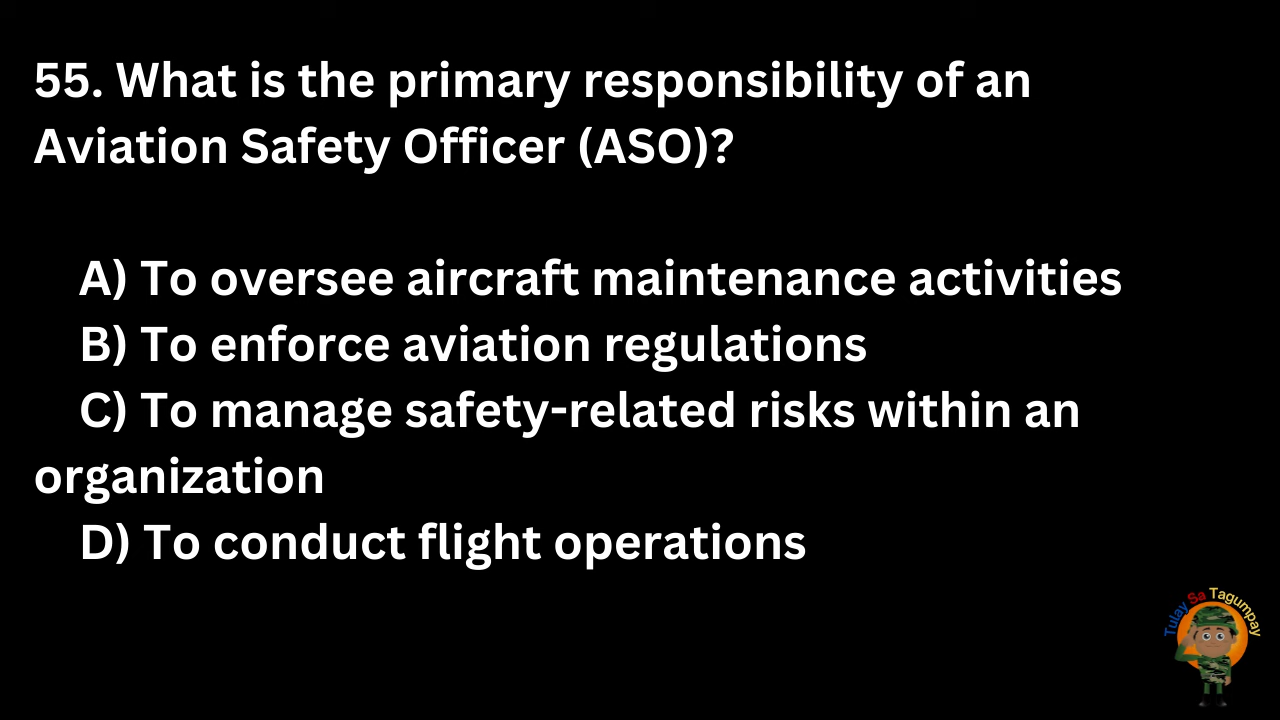 55. What is the primary responsibility of an
Aviation Safety Officer (ASO)?
A) To oversee aircraft maintenance activities
B) To enforce aviation regulations
C) To manage safety-related risks within an
organization
D) To conduct flight operations
Tulay Sa Tagumpay